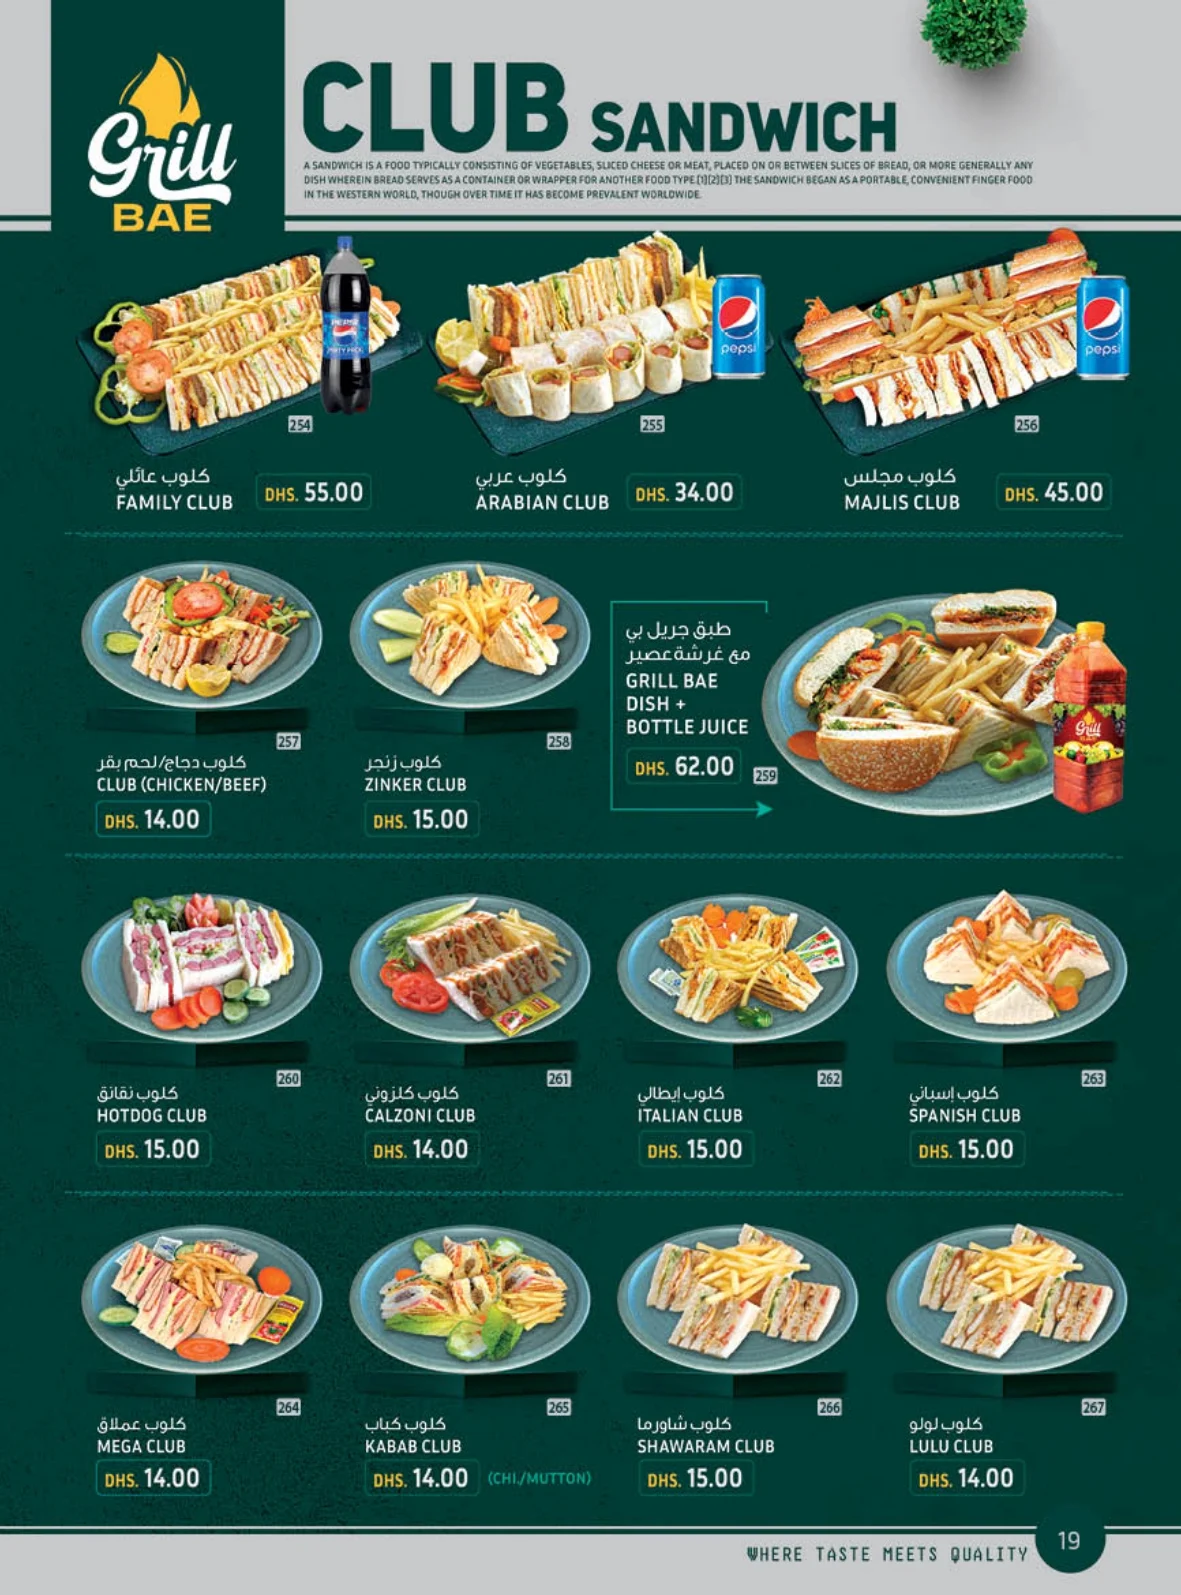 Grill
BAE
CLUB SANDWICH
A SANDWICH IS A FOOD TYPICALLY CONSISTING OF VEGETABLES, SLICED CHEESE OR MEAT, PLACED ON OR BETWEEN SLICES OF BREAD, OR MORE GENERALLY ANY
DISH WHEREIN BREAD SERVES AS A CONTAINER OR WRAPPER FOR ANOTHER FOOD TYPE.[1][2][3] THE SANDWICH BEGAN AS A PORTABLE, CONVENIENT FINGER FOOD
IN THE WESTERN WORLD, THOUGH OVER TIME IT HAS BECOME PREVALENT WORLDWIDE.
PEPSI
PARTY PACK
pepsi
pepsi
254
255
256
كلوب عائلي
FAMILY CLUB
DHS. 55.00
كلوب عربي
ARABIAN CLUB
DHS. 34.00
كلوب مجلس
MAJLIS CLUB
DHS. 45.00
257
كلوب دجاج/لحم بقر
CLUB (CHICKEN/BEEF)
DHS. 14.00
258
كلوب زنجر
ZINKER CLUB
DHS. 15.00
طبق جريل بي
مع غرشة عصير
GRILL BAE
DISH +
BOTTLE JUICE
DHS. 62.00
259
Grill
BAE
260
كلوب نقانق
HOTDOG CLUB
DHS. 15.00
261
كلوب كلزوني
CALZONI CLUB
DHS. 14.00
262
كلوب إيطالي
ITALIAN CLUB
DHS. 15.00
263
كلوب إسباني
SPANISH CLUB
DHS. 15.00
264
كلوب عملاق
MEGA CLUB
DHS. 14.00
265
كلوب كباب
KABAB CLUB
DHS. 14.00 (CHI./MUTTON)
266
كلوب شاورما
SHAWARAM CLUB
DHS. 15.00
267
كلوب لولو
LULU CLUB
DHS. 14.00
WHERE TASTE MEETS QUALITY
19